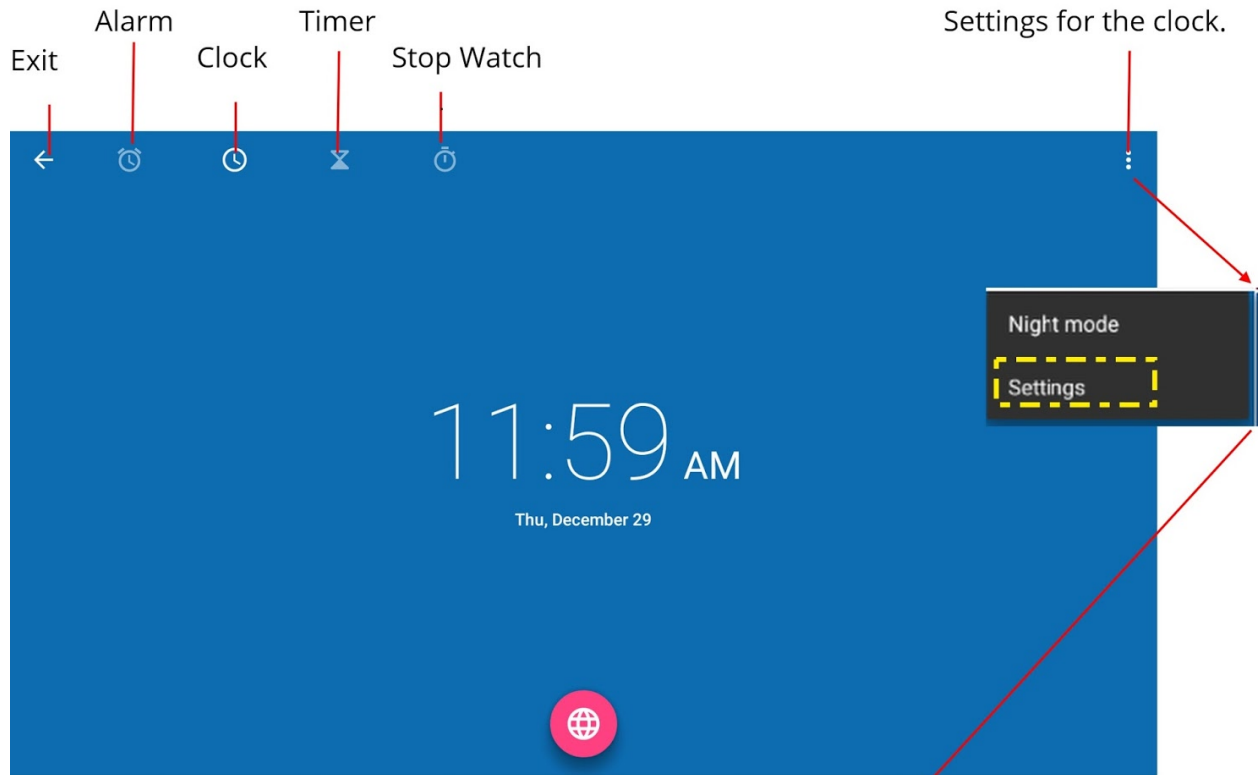 Alarm
Timer
Settings for the clock.
Exit
Clock
Stop Watch
Night mode
Settings
11:59 AM
Thu, December 29